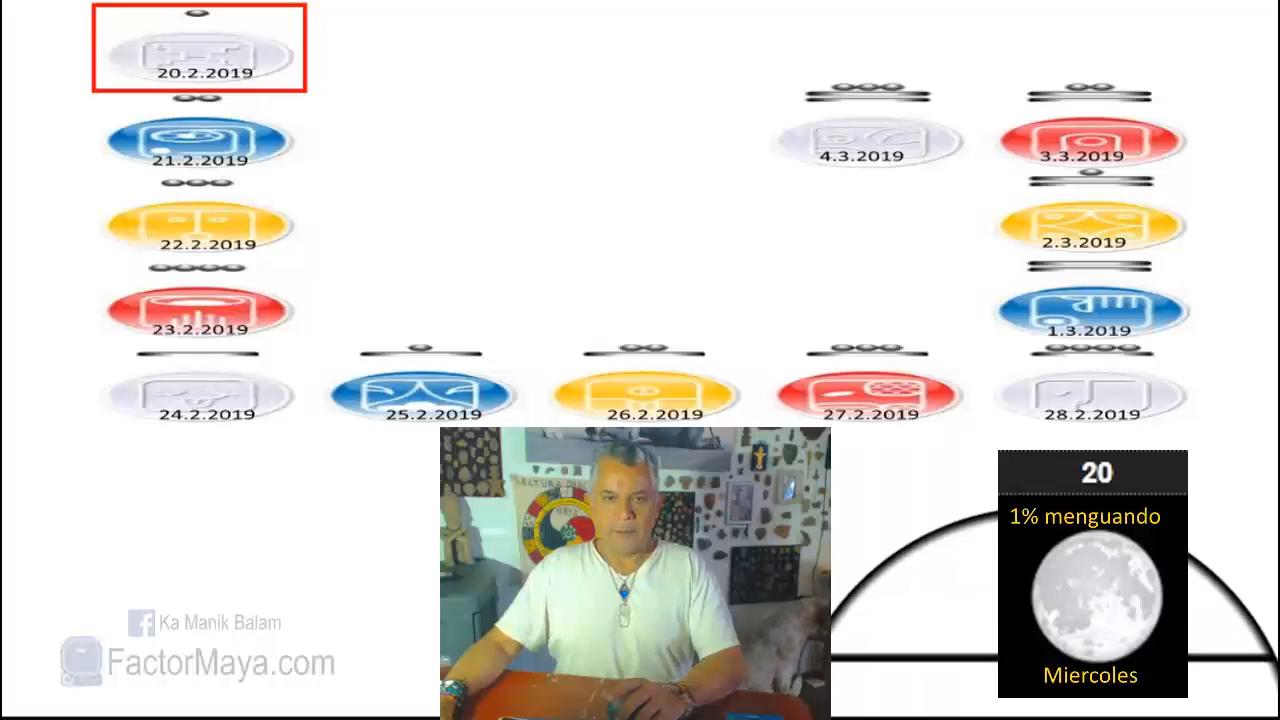 20.2.2019
21.2.2019
4.3.2019
3.3.2019
22.2.2019
2.3.2019
23.2.2019
1.3.2019
24.2.2019
25.2.2019
26.2.2019
27.2.2019
28.2.2019
20
1% menguando
Miercoles
MAYA
Ka Manik Balam
FactorMaya.com